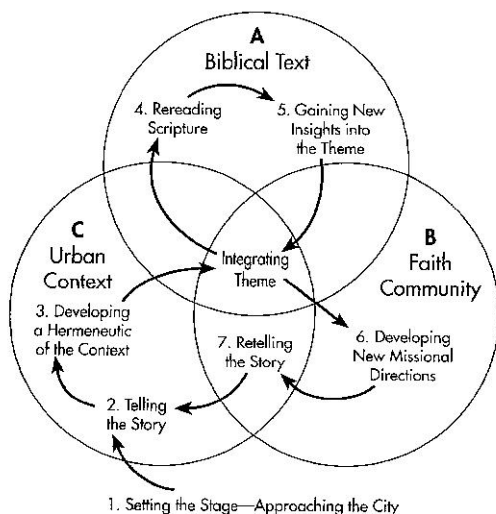 A
Biblical Text
4. Rereading
Scripture
5. Gaining New
Insights into
the Theme
C
Urban
Context
B
Faith
Community
Integrating
Theme
3. Developing
a Hermeneutic
of the Context
7. Retelling
the Story
6. Developing
New Missional
Directions
2. Telling
the Story
1. Setting the Stage—Approaching the City